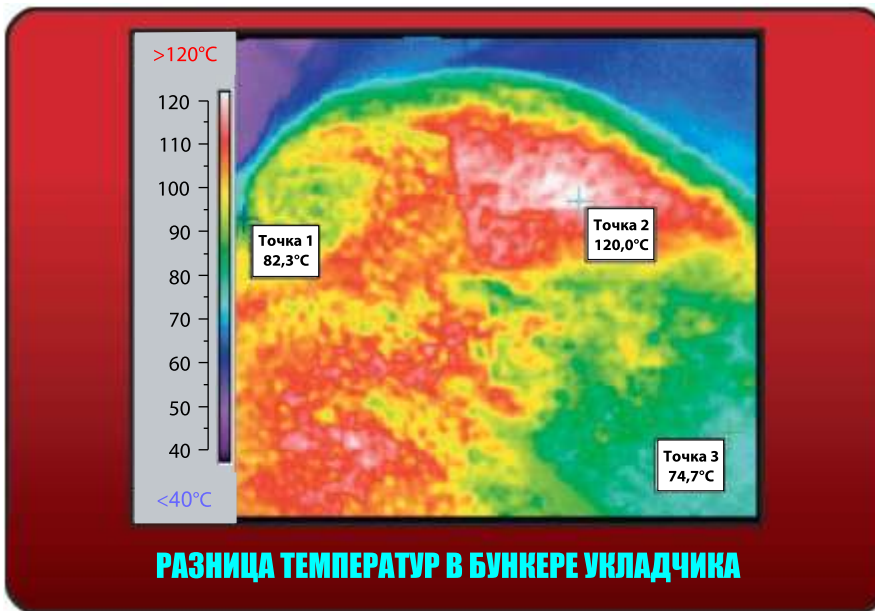 >120°C
120
110
100
90
80
70
60
50
40
<40°C
Точка 1
82,3°C
Точка 2
120,0°C
Точка 3
74,7°C
РАЗНИЦА ТЕМПЕРАТУР В БУНКЕРЕ УКЛАДЧИКА